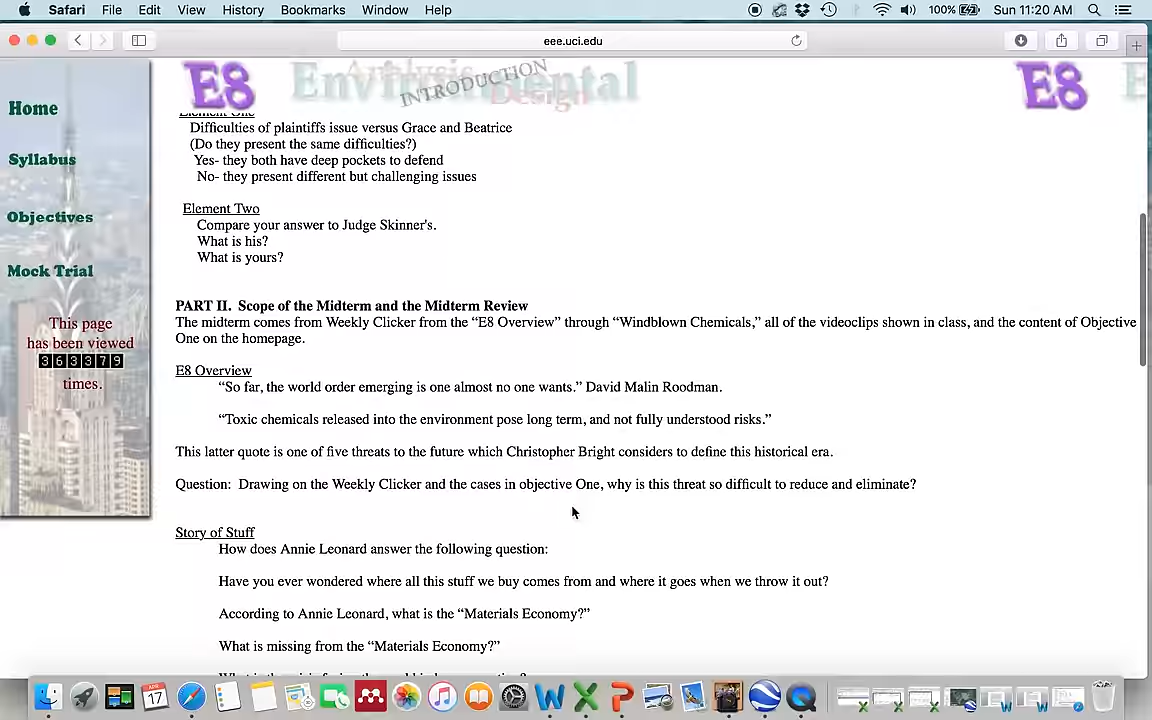 Safari File Edit View History Bookmarks Window Help 100% Sun 11:20 AM
eee.uci.edu
E8 Environmental Analysis INTRODUCTION Design E8 E
Home
Syllabus
Objectives
Mock Trial
This page
has been viewed
363379
times.
Element One
Difficulties of plaintiffs issue versus Grace and Beatrice
(Do they present the same difficulties?)
Yes- they both have deep pockets to defend
No- they present different but challenging issues
Element Two
Compare your answer to Judge Skinner's.
What is his?
What is yours?
PART II. Scope of the Midterm and the Midterm Review
The midterm comes from Weekly Clicker from the “E8 Overview” through “Windblown Chemicals,” all of the videoclips shown in class, and the content of Objective
One on the homepage.
E8 Overview
“So far, the world order emerging is one almost no one wants.” David Malin Roodman.
“Toxic chemicals released into the environment pose long term, and not fully understood risks.”
This latter quote is one of five threats to the future which Christopher Bright considers to define this historical era.
Question: Drawing on the Weekly Clicker and the cases in objective One, why is this threat so difficult to reduce and eliminate?
Story of Stuff
How does Annie Leonard answer the following question:
Have you ever wondered where all this stuff we buy comes from and where it goes when we throw it out?
According to Annie Leonard, what is the “Materials Economy?”
What is missing from the “Materials Economy?”
APR
17